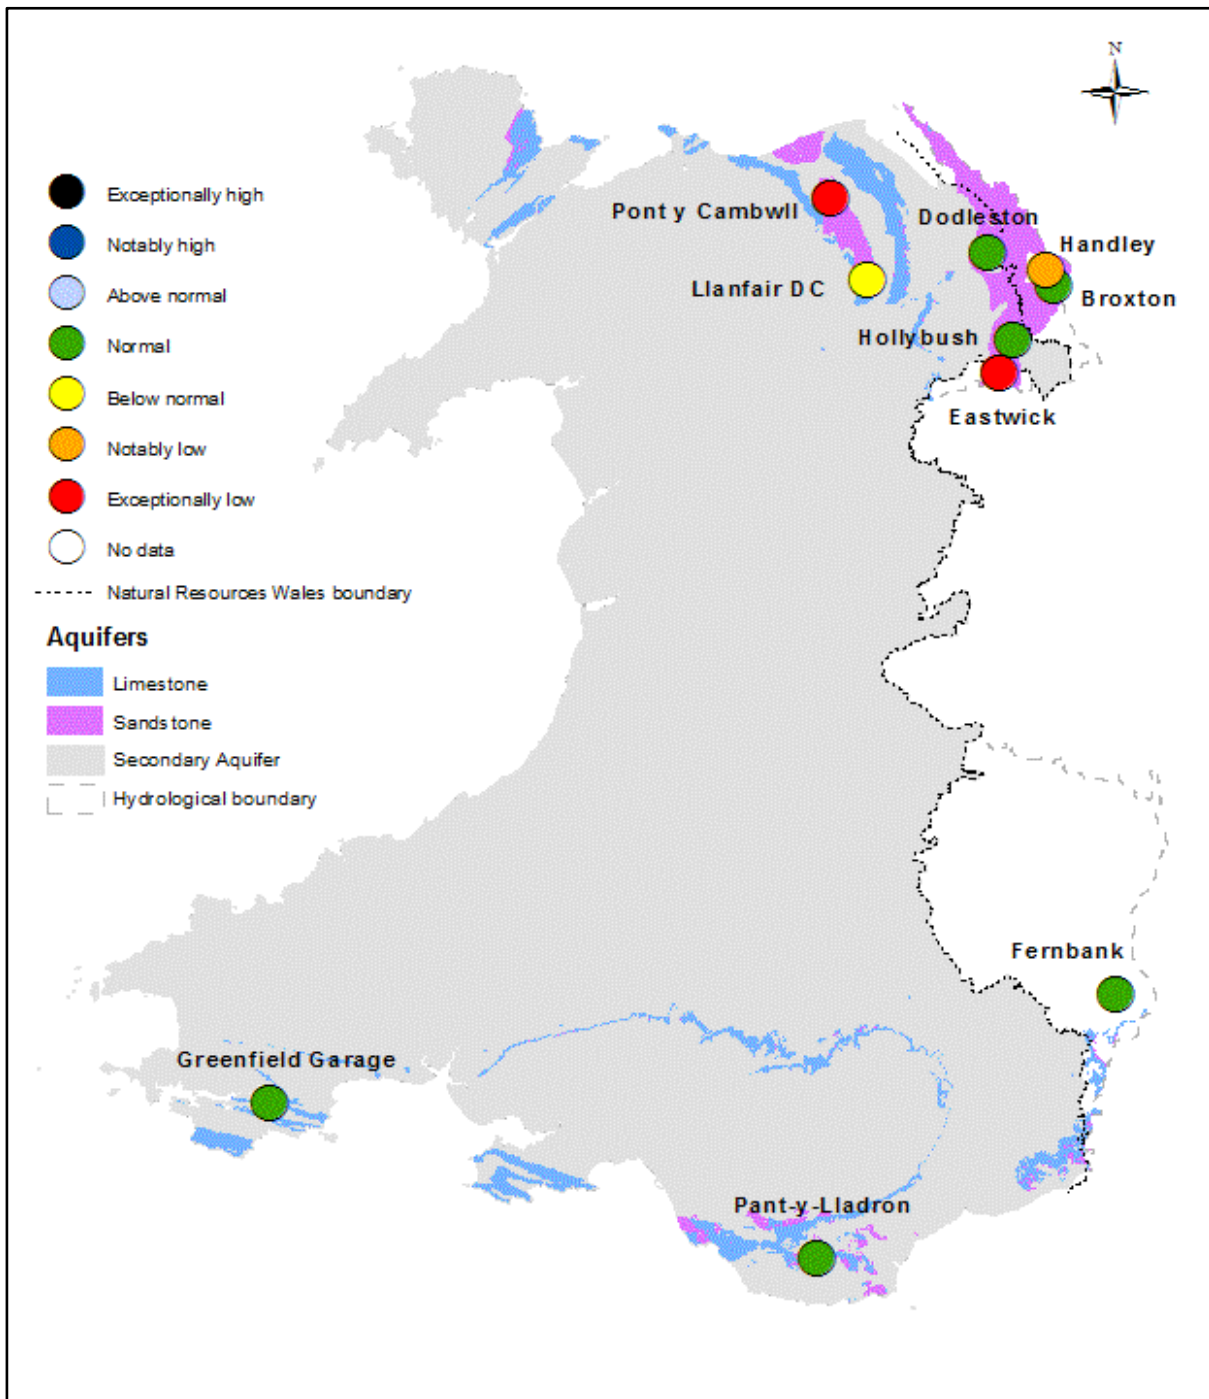 N
Exceptionally high
Notably high
Above normal
Normal
Below normal
Notably low
Exceptionally low
No data
Natural Resources Wales boundary
Aquifers
Limestone
Sandstone
Secondary Aquifer
Hydrological boundary
Pont y Cambwll
Dodleston
Handley
Llanfair DC
Broxton
Hollybush
Eastwick
Fernbank
Greenfield Garage
Pant-y-Lladron